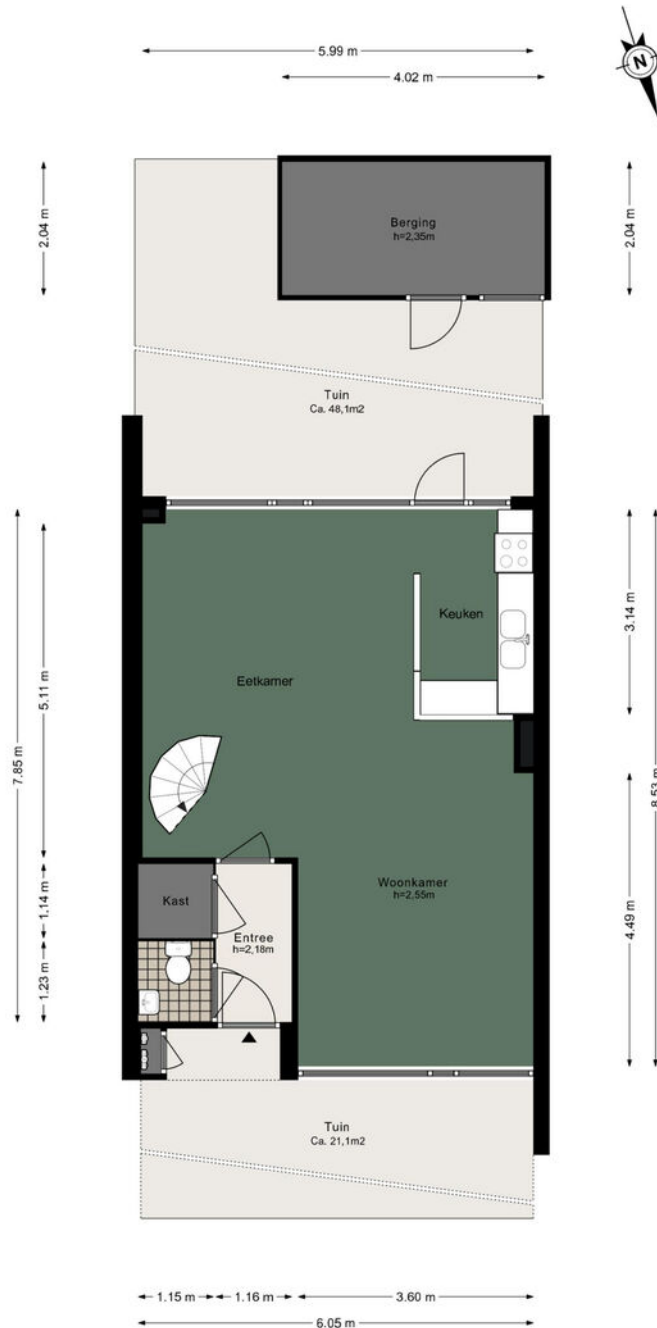 5.99 m
4.02 m
N
2.04 m
2.04 m
Berging
h=2,35m
Tuin
Ca. 48,1m2
Keuken
3.14 m
Eetkamer
5.11 m
7.85 m
8.53 m
Woonkamer
h=2,55m
4.49 m
Kast
1.14 m
Entree
h=2,18m
1.23 m
Tuin
Ca. 21,1m2
1.15 m
1.16 m
3.60 m
6.05 m